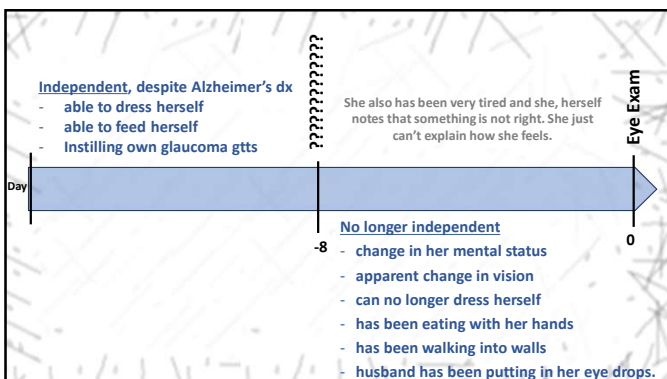 Independent, despite Alzheimer's dx
- able to dress herself
- able to feed herself
- Instilling own glaucoma gtts
????????????
She also has been very tired and she, herself
notes that something is not right. She just
can't explain how she feels.
Eye Exam
Day
-8
0
No longer independent
- change in her mental status
- apparent change in vision
- can no longer dress herself
- has been eating with her hands
- has been walking into walls
- husband has been putting in her eye drops.